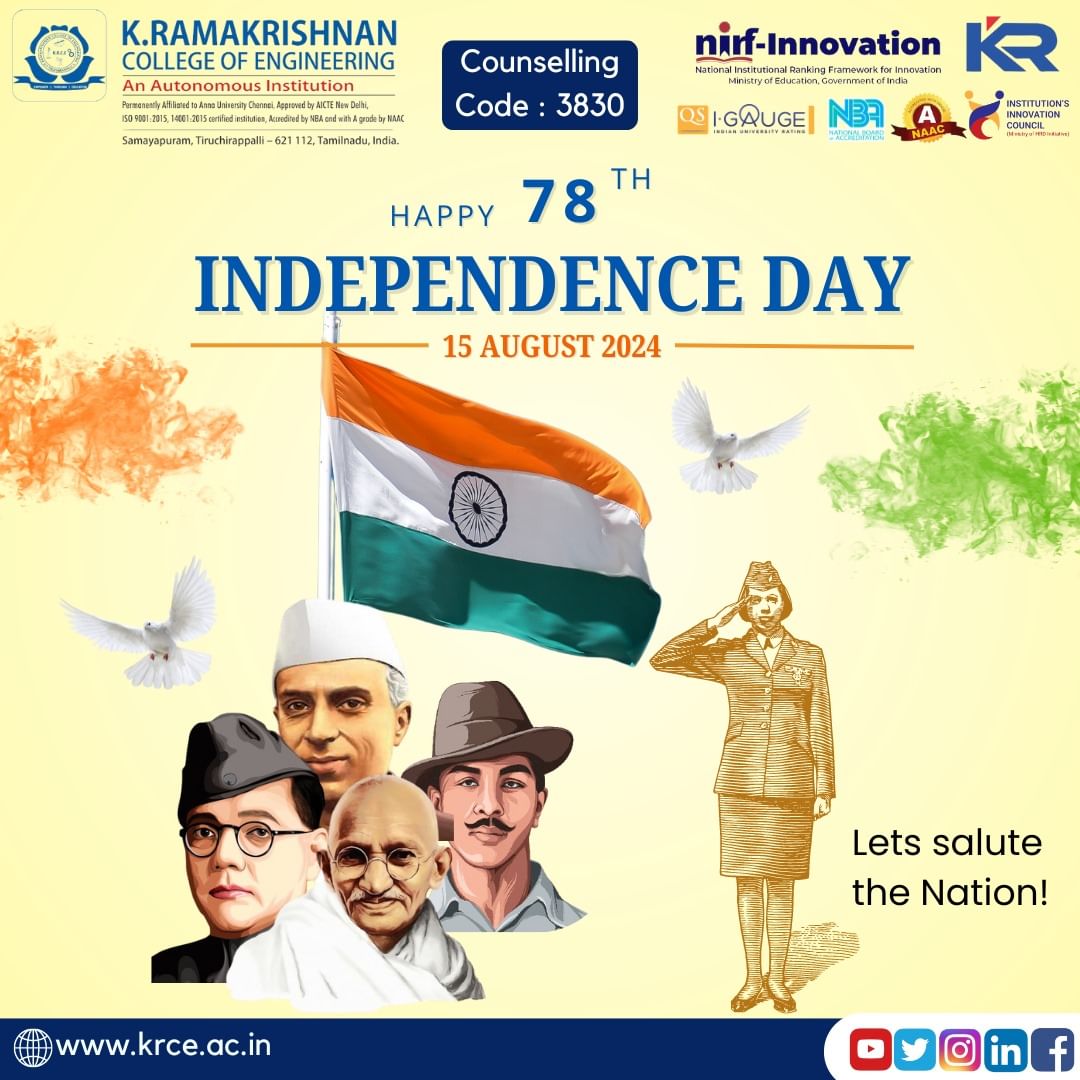 K.RAMAKRISHNAN
COLLEGE OF ENGINEERING
An Autonomous Institution
Permanently Affiliated to Anna University Chennai, Approved by AICTE New Delhi,
ISO 9001:2015, 14001:2015 certified institution, Accredited by NBA and with A grade by NAAC
Samayapuram, Tiruchirappalli – 621 112, Tamilnadu, India.
Counselling
Code : 3830
nirf-Innovation
National Institutional Ranking Framework for Innovation
Ministry of Education, Government of India
KR
QS I·GAUGE
INDIAN UNIVERSITY RATING
NBA
NATIONAL BOARD
of ACCREDITATION
A
NAAC
INSTITUTION'S
INNOVATION
COUNCIL
(Ministry of HRD Initiative)
HAPPY 78 TH
INDEPENDENCE DAY
15 AUGUST 2024
Lets salute
the Nation!
www.krce.ac.in